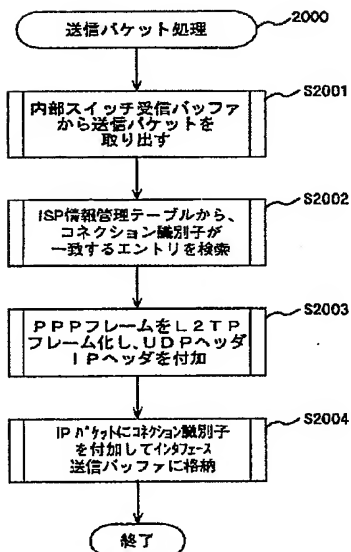 送信パケット処理
2000
内部スイッチ受信バッファ
から送信パケットを
取り出す
S2001
ISP情報管理テーブルから、
コネクション識別子が
一致するエントリを検索
S2002
PPPフレームをL2TP
フレーム化し、UDPヘッダ
IPヘッダを付加
S2003
IPパケットにコネクション識別子
を付加してインタフェース
送信バッファに格納
S2004
終了